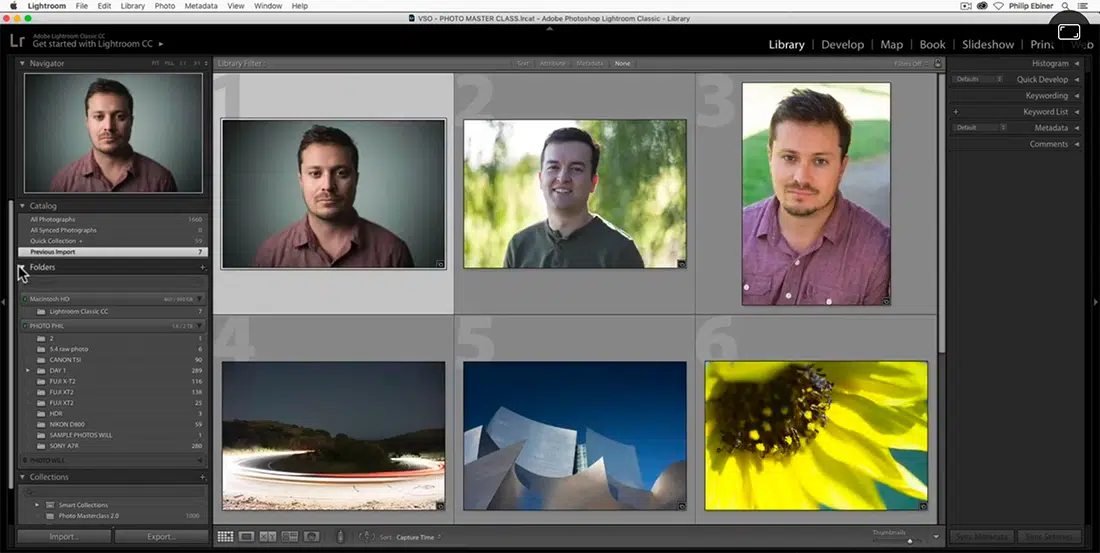 Lightroom File Edit Library Photo Metadata View Window Help Philip Ebiner
VSO - PHOTO MASTER CLASS.lrcat - Adobe Photoshop Lightroom Classic - Library
Lr Adobe Lightroom Classic CC
Get started with Lightroom CC
Library | Develop | Map | Book | Slideshow | Print | Web
Navigator FIT FILL 1:1 3:1
Library Filter: Text Attribute Metadata None Filters Off
Histogram
Default Quick Develop
Keywording
+ Keyword List
Default Metadata
Comments
1 2 3
Catalog
All Photographs 1668
All Synced Photographs 0
Quick Collection + 59
Previous Import 7
Folders +
Macintosh HD
Lightroom Classic CC 7
PHOTO PHIL
2 1
5.4 raw photo 6
CANON T5I 90
DAY 1 289
FUJI X-T2 116
FUJI XT2 138
FUJI XT2 25
HDR 3
NIKON D800 59
SAMPLE PHOTOS WILL 1
SONY A7R 280
PHOTO WILL
4 5 6
Collections +
Smart Collections
Photo Masterclass 2.0 1000
Import... Export...
Sort: Capture Time
Thumbnails
Sync Metadata Sync Settings